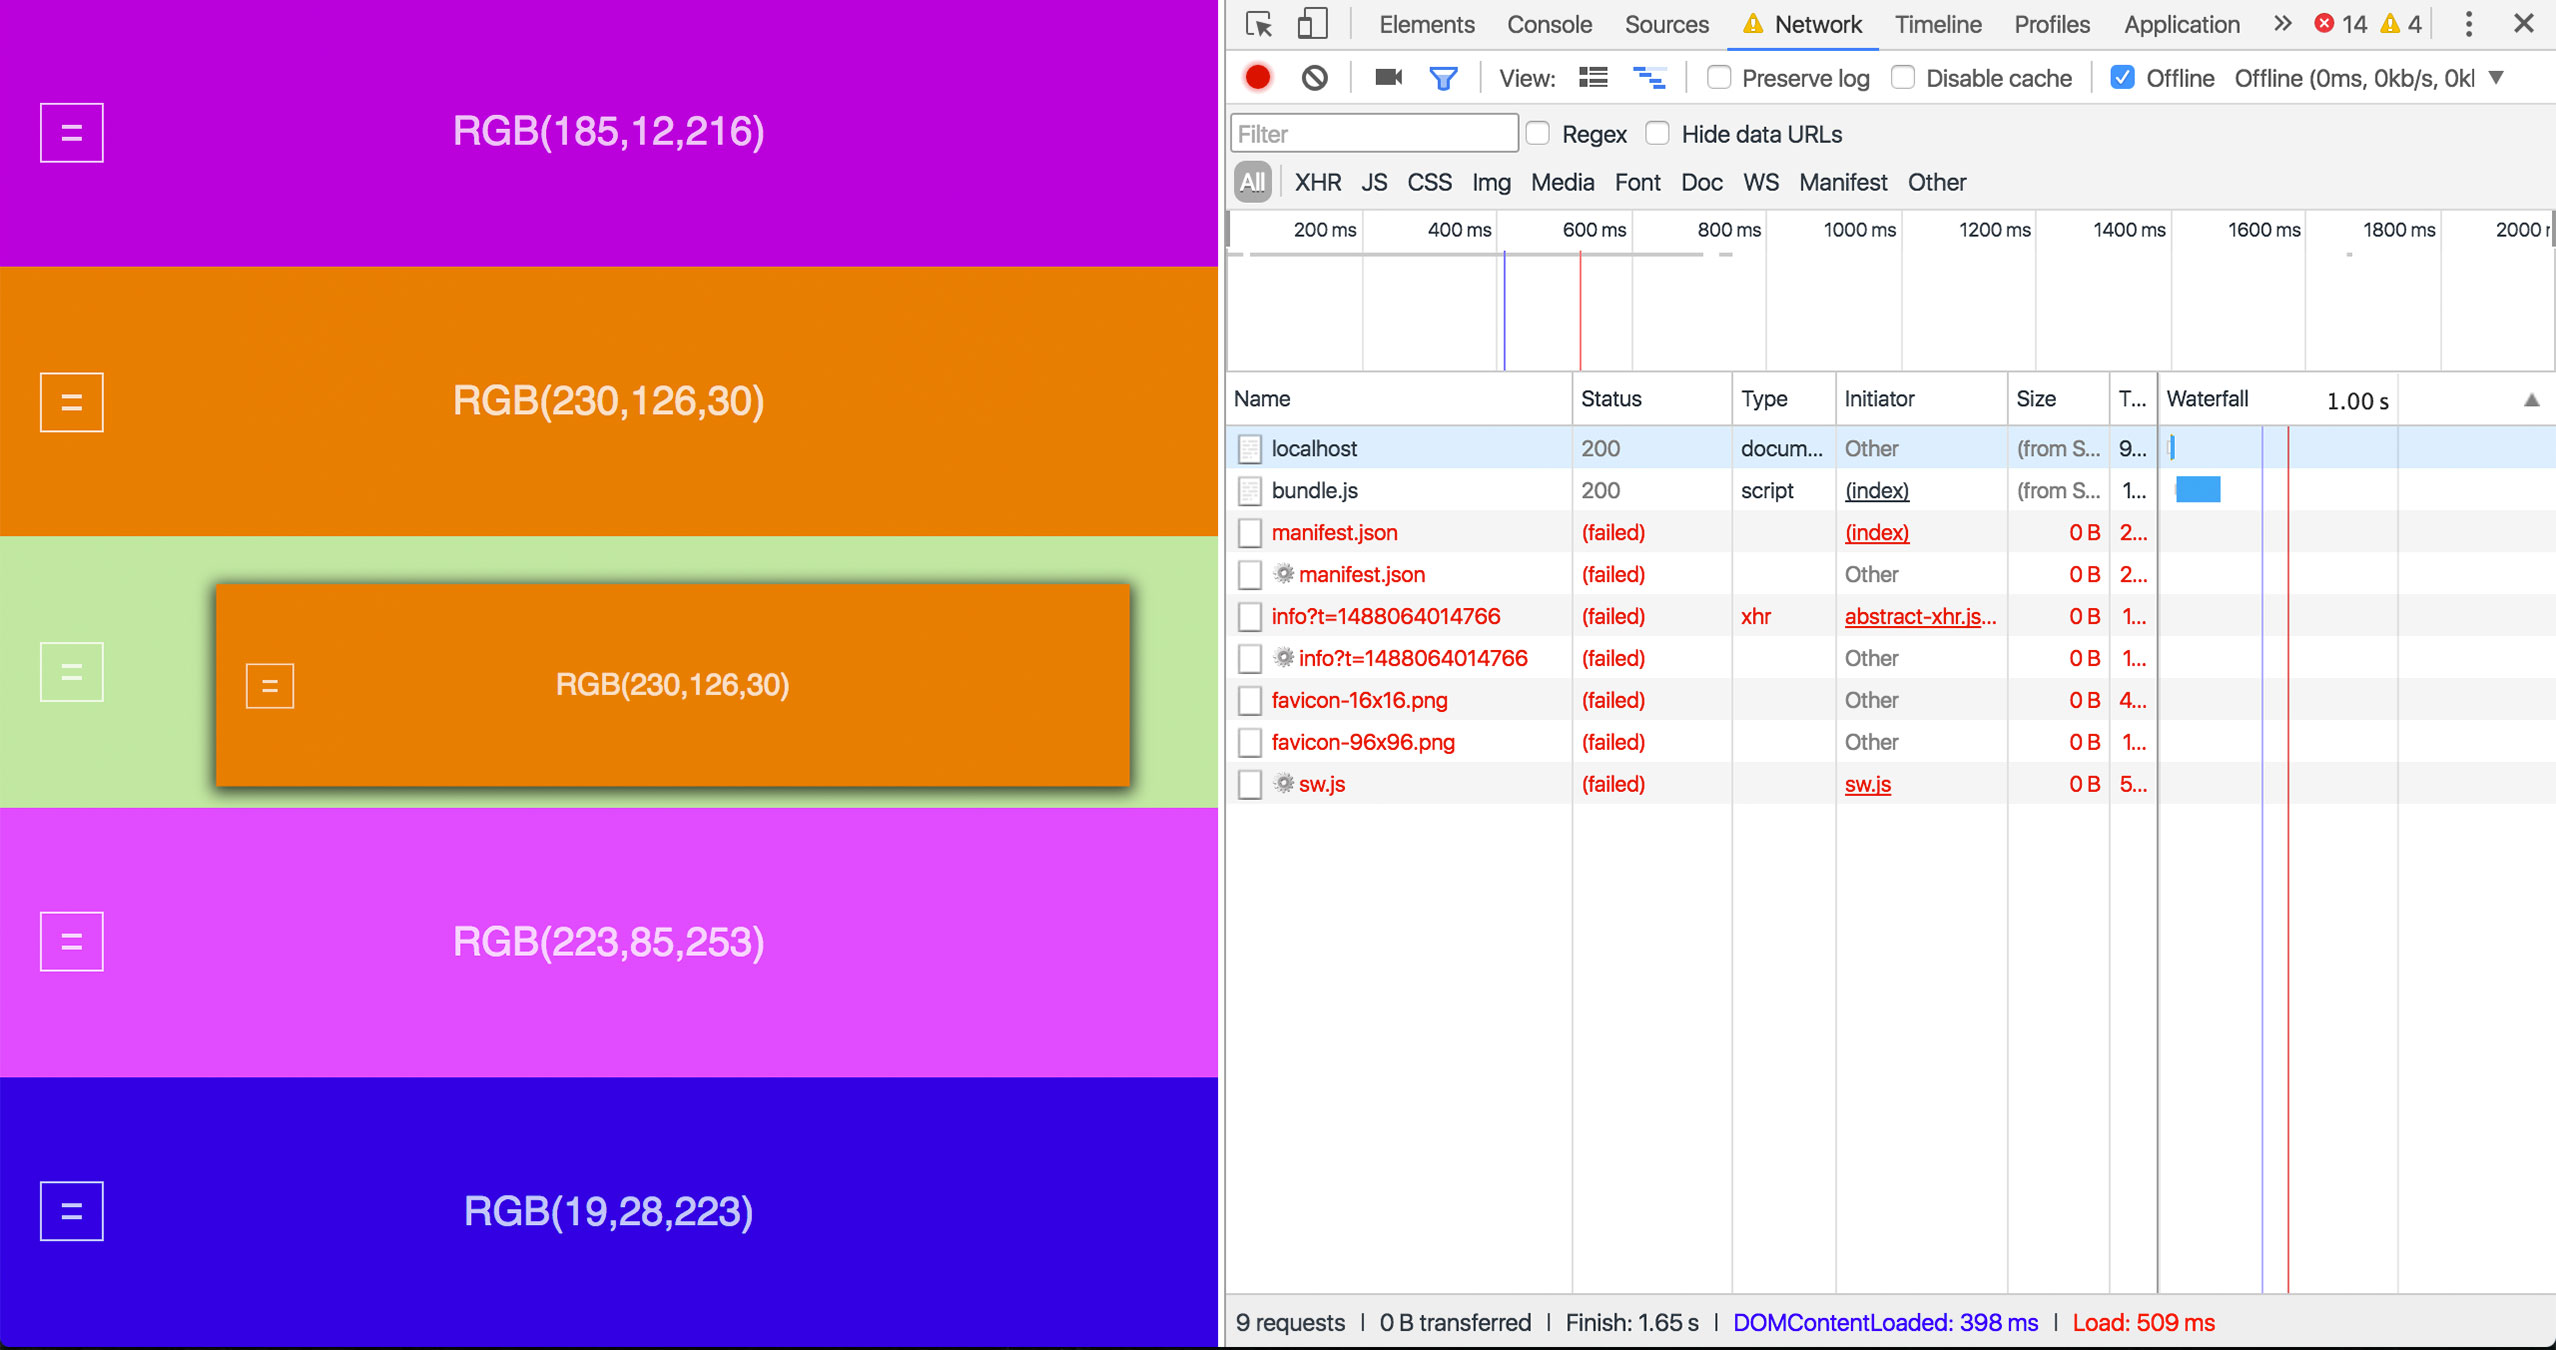 =
RGB(185,12,216)
=
RGB(230,126,30)
=
=
RGB(230,126,30)
=
RGB(223,85,253)
=
RGB(19,28,223)
Elements Console Sources Network Timeline Profiles Application » 14 4
View: Preserve log Disable cache Offline Offline (0ms, 0kb/s, 0kl
Filter Regex Hide data URLs
All XHR JS CSS Img Media Font Doc WS Manifest Other
200 ms 400 ms 600 ms 800 ms 1000 ms 1200 ms 1400 ms 1600 ms 1800 ms 2000 r
Name Status Type Initiator Size T... Waterfall 1.00 s
localhost 200 docum... Other (from S... 9...
bundle.js 200 script (index) (from S... 1...
manifest.json (failed) (index) 0 B 2...
manifest.json (failed) Other 0 B 2...
info?t=1488064014766 (failed) xhr abstract-xhr.js... 0 B 1...
info?t=1488064014766 (failed) Other 0 B 1...
favicon-16x16.png (failed) Other 0 B 4...
favicon-96x96.png (failed) Other 0 B 1...
sw.js (failed) sw.js 0 B 5...
9 requests | 0 B transferred | Finish: 1.65 s | DOMContentLoaded: 398 ms | Load: 509 ms